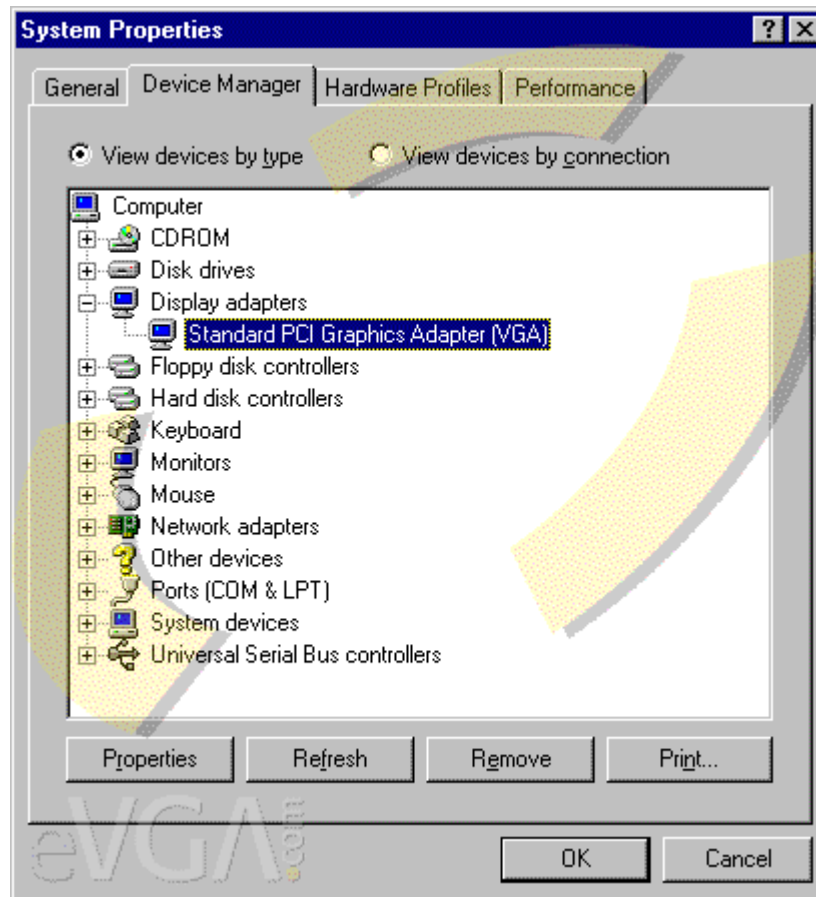 System Properties
General Device Manager Hardware Profiles Performance
View devices by type View devices by connection
Computer
CDROM
Disk drives
Display adapters
Standard PCI Graphics Adapter (VGA)
Floppy disk controllers
Hard disk controllers
Keyboard
Monitors
Mouse
Network adapters
Other devices
Ports (COM & LPT)
System devices
Universal Serial Bus controllers
Properties Refresh Remove Print...
eVGA.com
OK Cancel